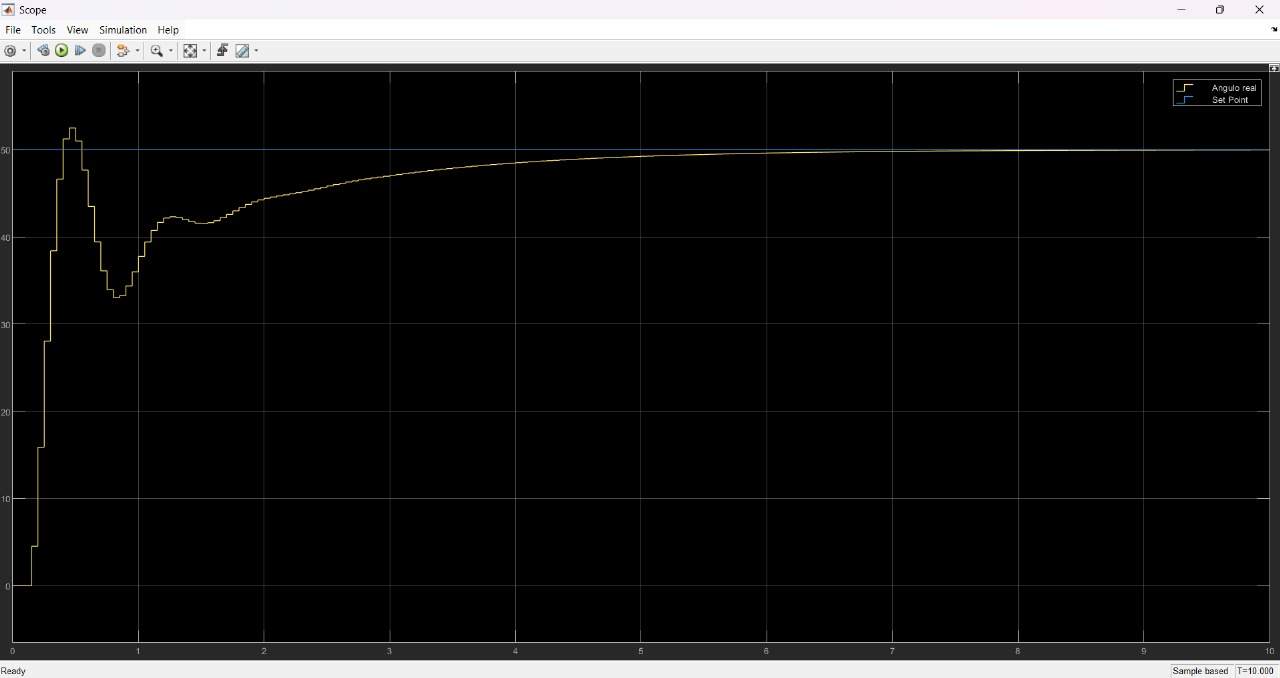 Scope
File Tools View Simulation Help
Angulo real
Set Point
50
40
30
20
10
0
0 1 2 3 4 5 6 7 8 9 10
Ready
Sample based T=10.000